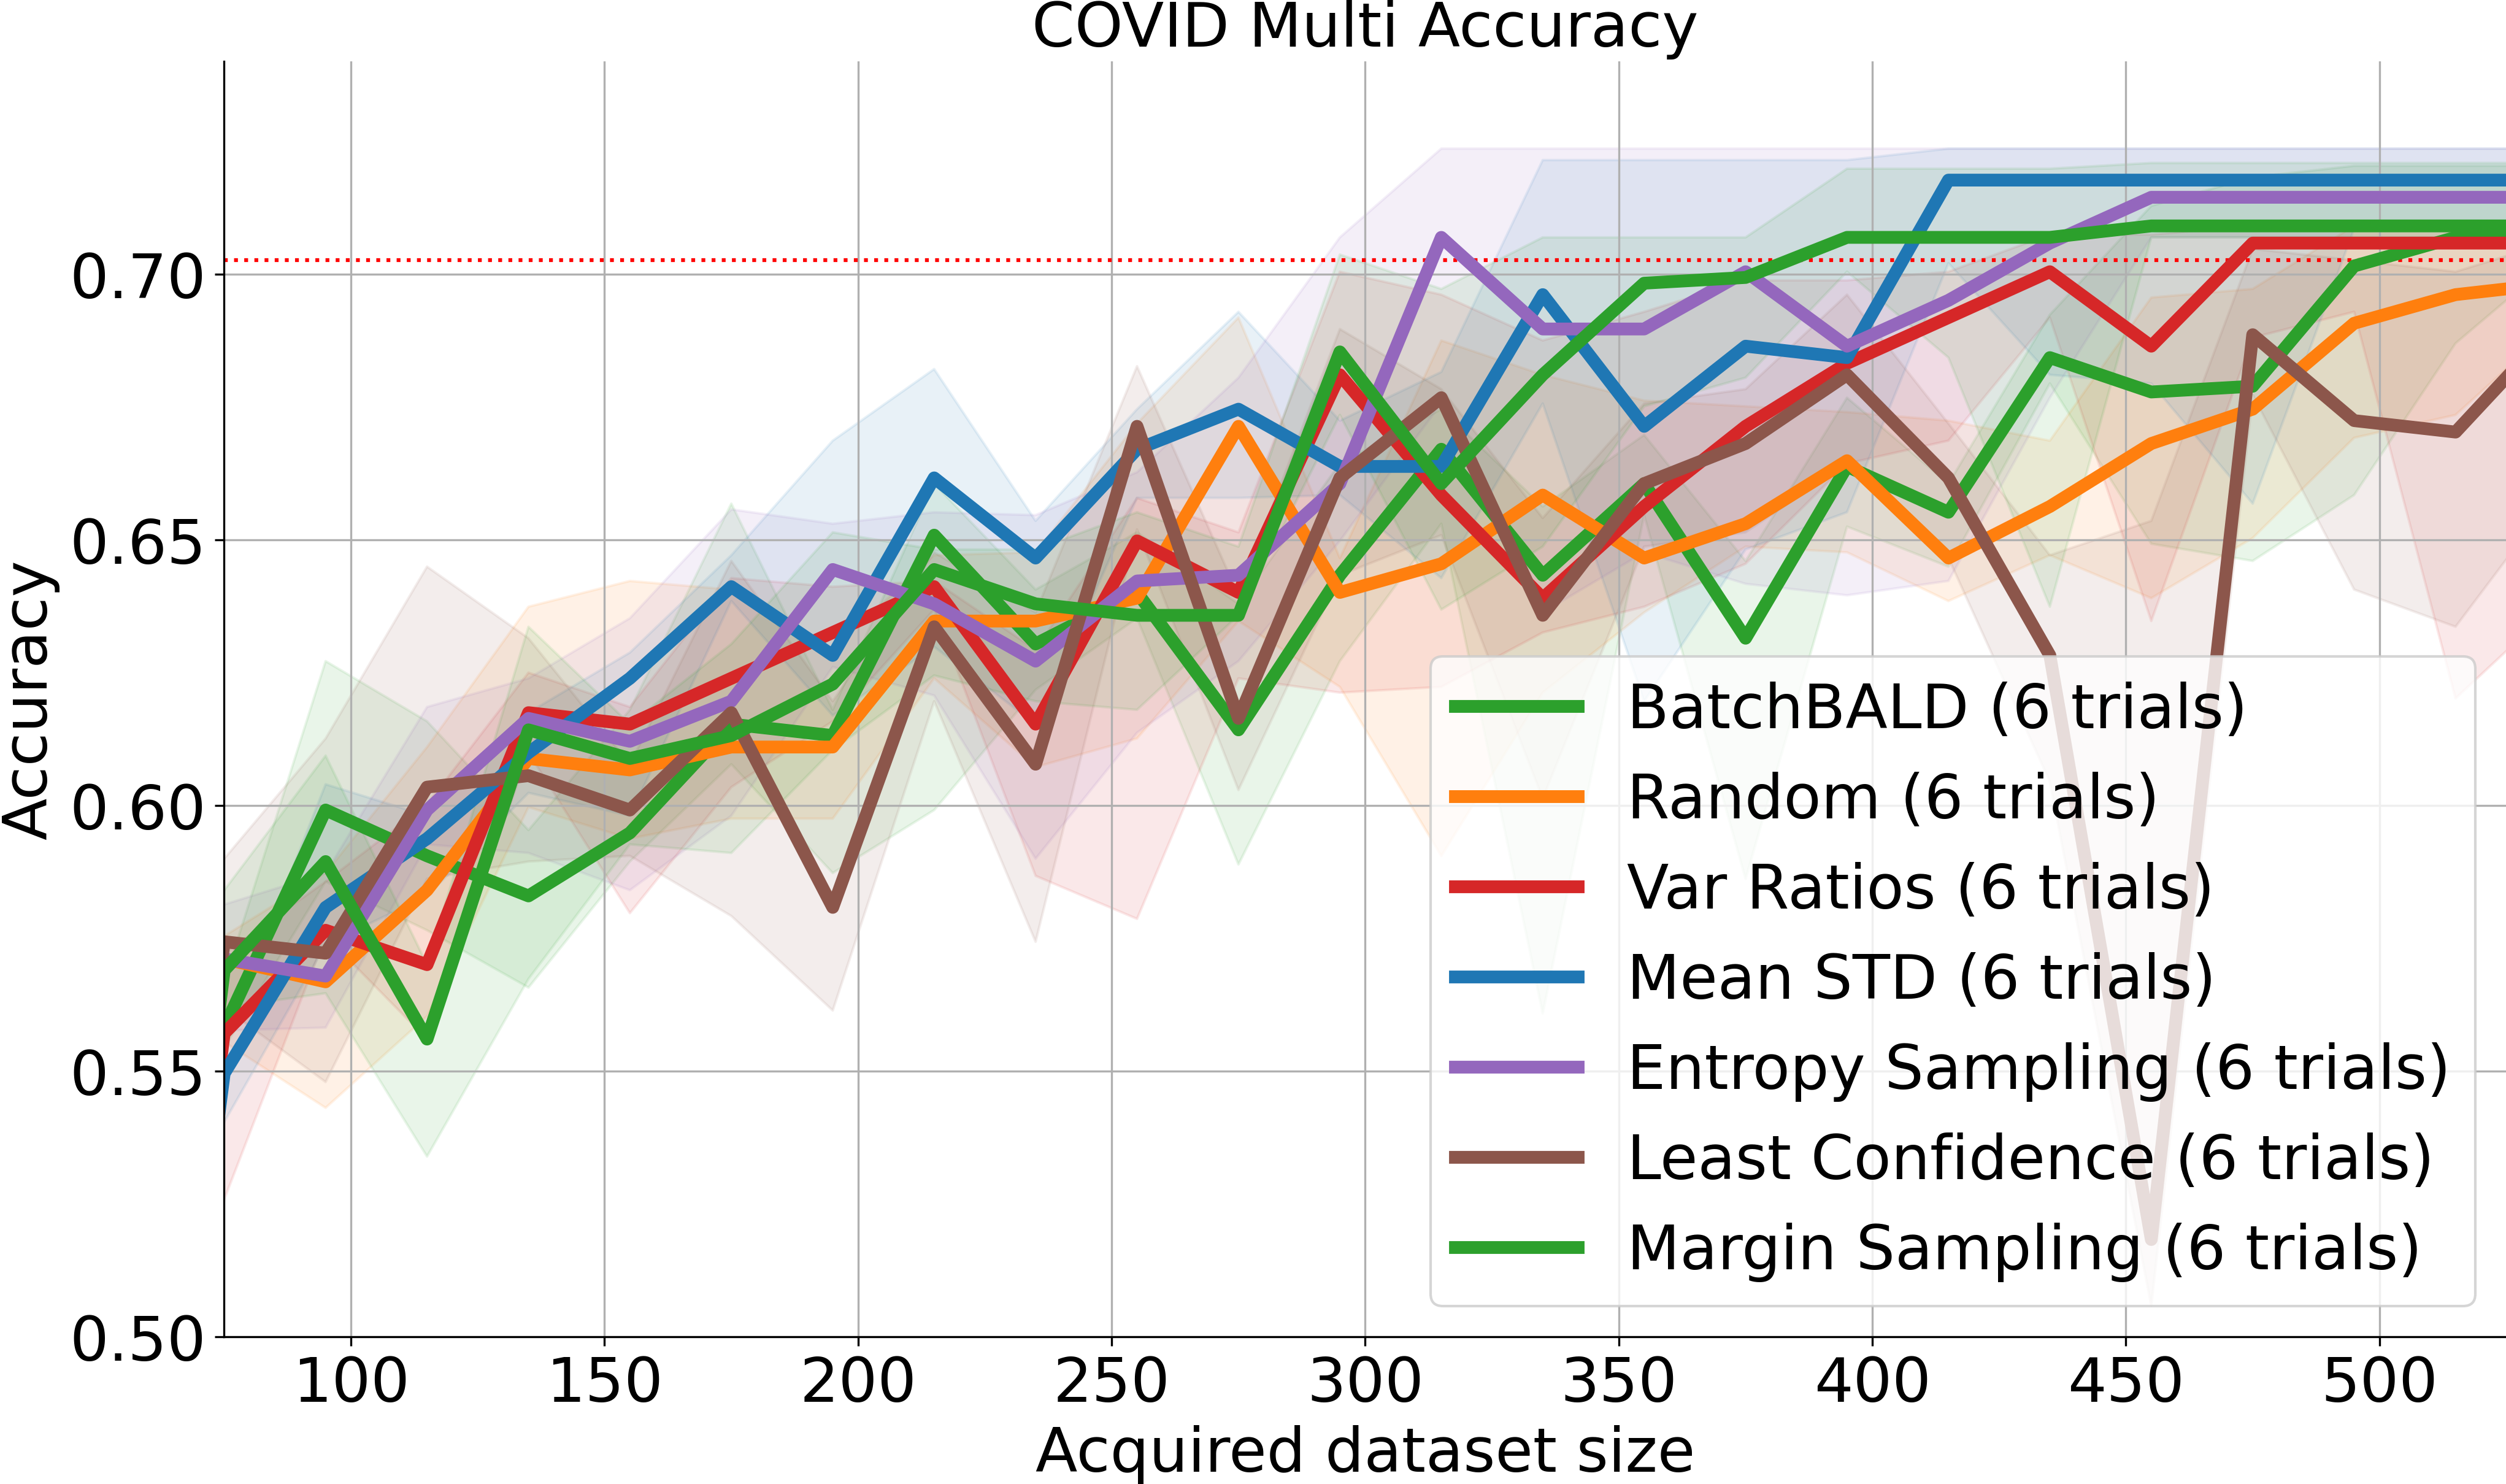 COVID Multi Accuracy
Accuracy
0.70
0.65
0.60
0.55
0.50
BatchBALD (6 trials)
Random (6 trials)
Var Ratios (6 trials)
Mean STD (6 trials)
Entropy Sampling (6 trials)
Least Confidence (6 trials)
Margin Sampling (6 trials)
100 150 200 250 300 350 400 450 500
Acquired dataset size